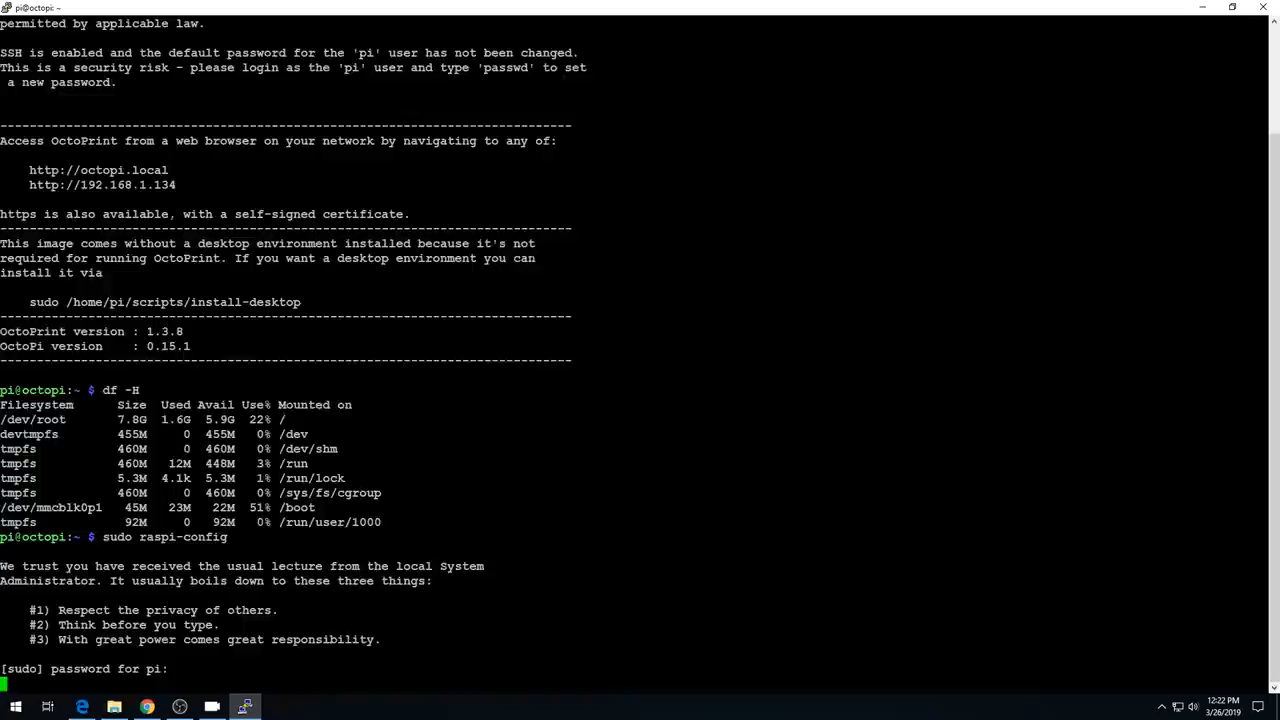 pi@octopi: ~
permitted by applicable law.
SSH is enabled and the default password for the 'pi' user has not been changed.
This is a security risk - please login as the 'pi' user and type 'passwd' to set
a new password.
------------------------------------------------------------------------------
Access OctoPrint from a web browser on your network by navigating to any of:
http://octopi.local
http://192.168.1.134
https is also available, with a self-signed certificate.
------------------------------------------------------------------------------
This image comes without a desktop environment installed because it's not
required for running OctoPrint. If you want a desktop environment you can
install it via
sudo /home/pi/scripts/install-desktop
------------------------------------------------------------------------------
OctoPrint version : 1.3.8
OctoPi version    : 0.15.1
------------------------------------------------------------------------------
pi@octopi:~ $ df -H
Filesystem      Size  Used Avail Use% Mounted on
/dev/root       7.8G  1.6G  5.9G  22% /
devtmpfs        455M     0  455M   0% /dev
tmpfs           460M     0  460M   0% /dev/shm
tmpfs           460M   12M  448M   3% /run
tmpfs           5.3M  4.1k  5.3M   1% /run/lock
tmpfs           460M     0  460M   0% /sys/fs/cgroup
/dev/mmcblk0p1   45M   23M   22M  51% /boot
tmpfs            92M     0   92M   0% /run/user/1000
pi@octopi:~ $ sudo raspi-config
We trust you have received the usual lecture from the local System
Administrator. It usually boils down to these three things:
#1) Respect the privacy of others.
#2) Think before you type.
#3) With great power comes great responsibility.
[sudo] password for pi:
12:22 PM
3/26/2019